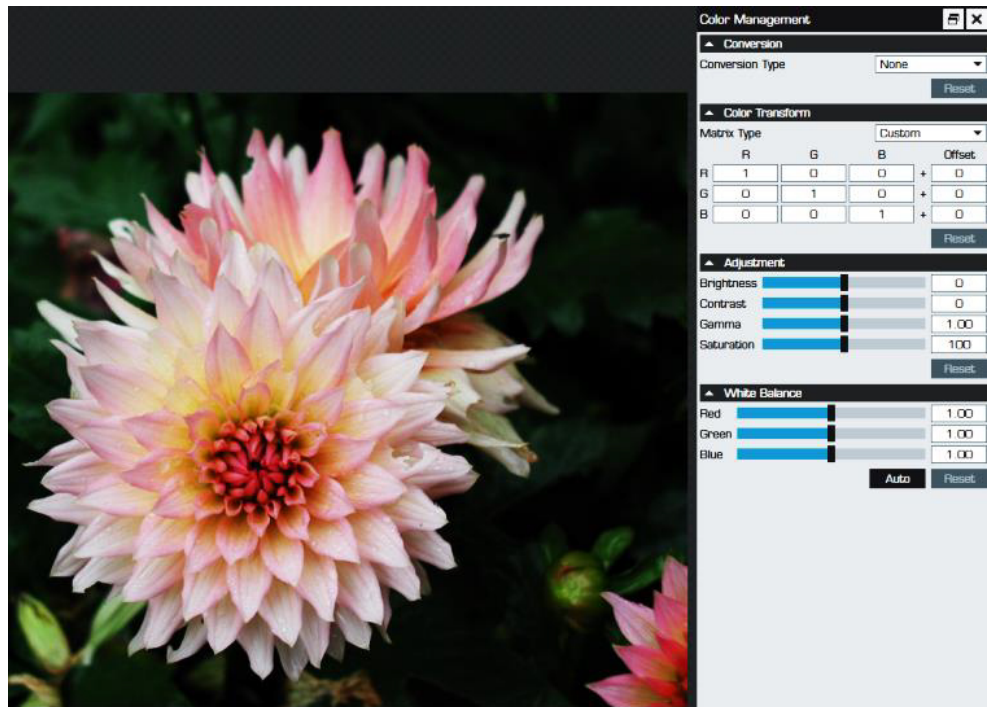 Color Management
Conversion
Conversion Type None
Reset
Color Transform
Matrix Type Custom
R G B Offset
R 1 0 0 + 0
G 0 1 0 + 0
B 0 0 1 + 0
Reset
Adjustment
Brightness 0
Contrast 0
Gamma 1.00
Saturation 100
Reset
White Balance
Red 1.00
Green 1.00
Blue 1.00
Auto Reset